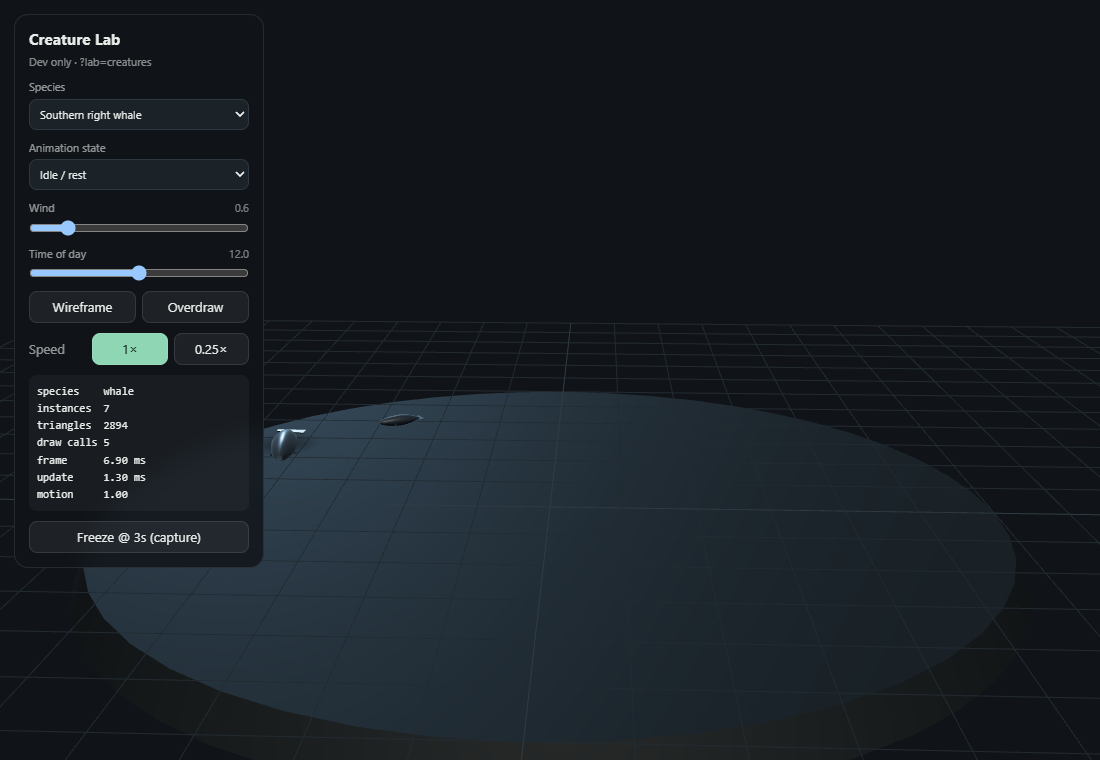 Creature Lab
Dev only · ?lab=creatures
Species
Southern right whale
Animation state
Idle / rest
Wind 0.6
Time of day 12.0
Wireframe Overdraw
Speed 1× 0.25×
species whale
instances 7
triangles 2894
draw calls 5
frame 6.90 ms
update 1.30 ms
motion 1.00
Freeze @ 3s (capture)